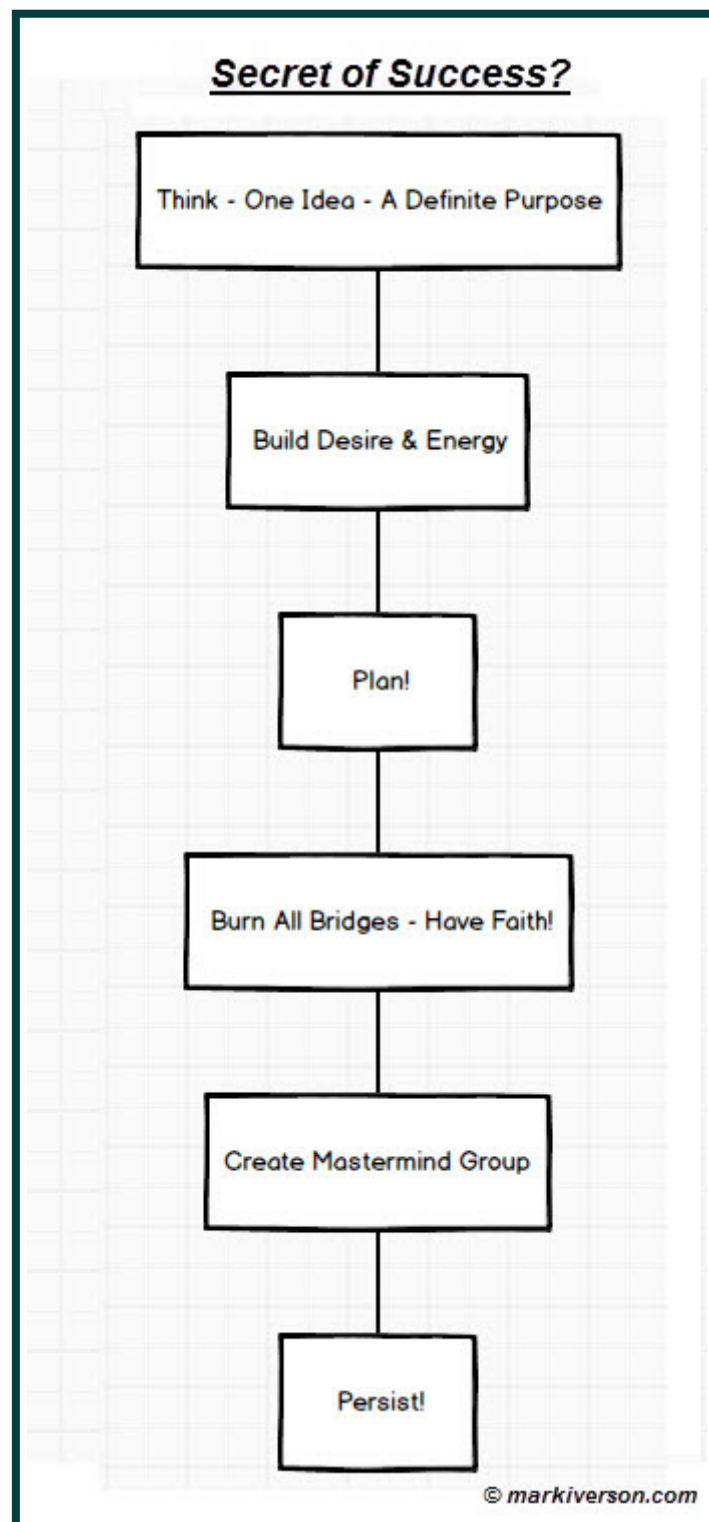 Secret of Success?
Think - One Idea - A Definite Purpose
Build Desire & Energy
Plan!
Burn All Bridges - Have Faith!
Create Mastermind Group
Persist!
© markiverson.com